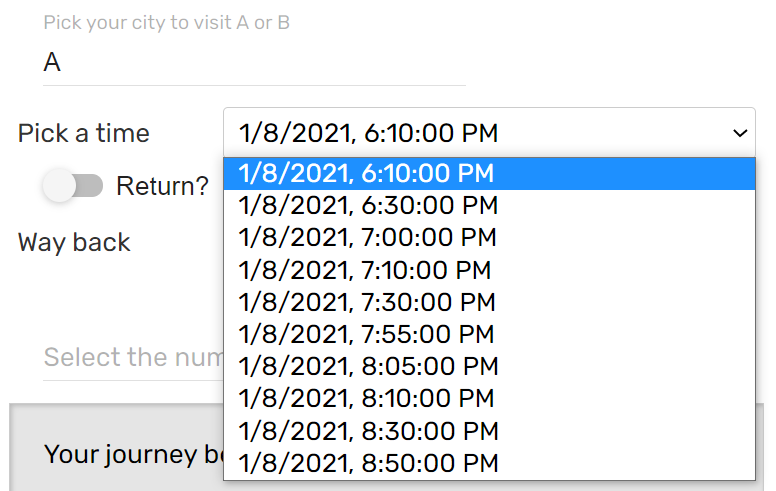 Pick your city to visit A or B
A
Pick a time 1/8/2021, 6:10:00 PM
1/8/2021, 6:10:00 PM
Return?
1/8/2021, 6:30:00 PM
Way back
1/8/2021, 7:00:00 PM
1/8/2021, 7:10:00 PM
1/8/2021, 7:30:00 PM
1/8/2021, 7:55:00 PM
Select the
1/8/2021, 8:05:00 PM
1/8/2021, 8:10:00 PM
1/8/2021, 8:30:00 PM
Your journey
1/8/2021, 8:50:00 PM